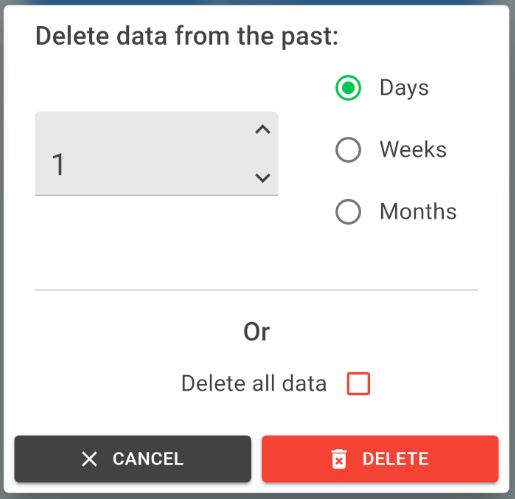 Delete data from the past:
Days
1
Weeks
Months
Or
Delete all data
CANCEL
DELETE